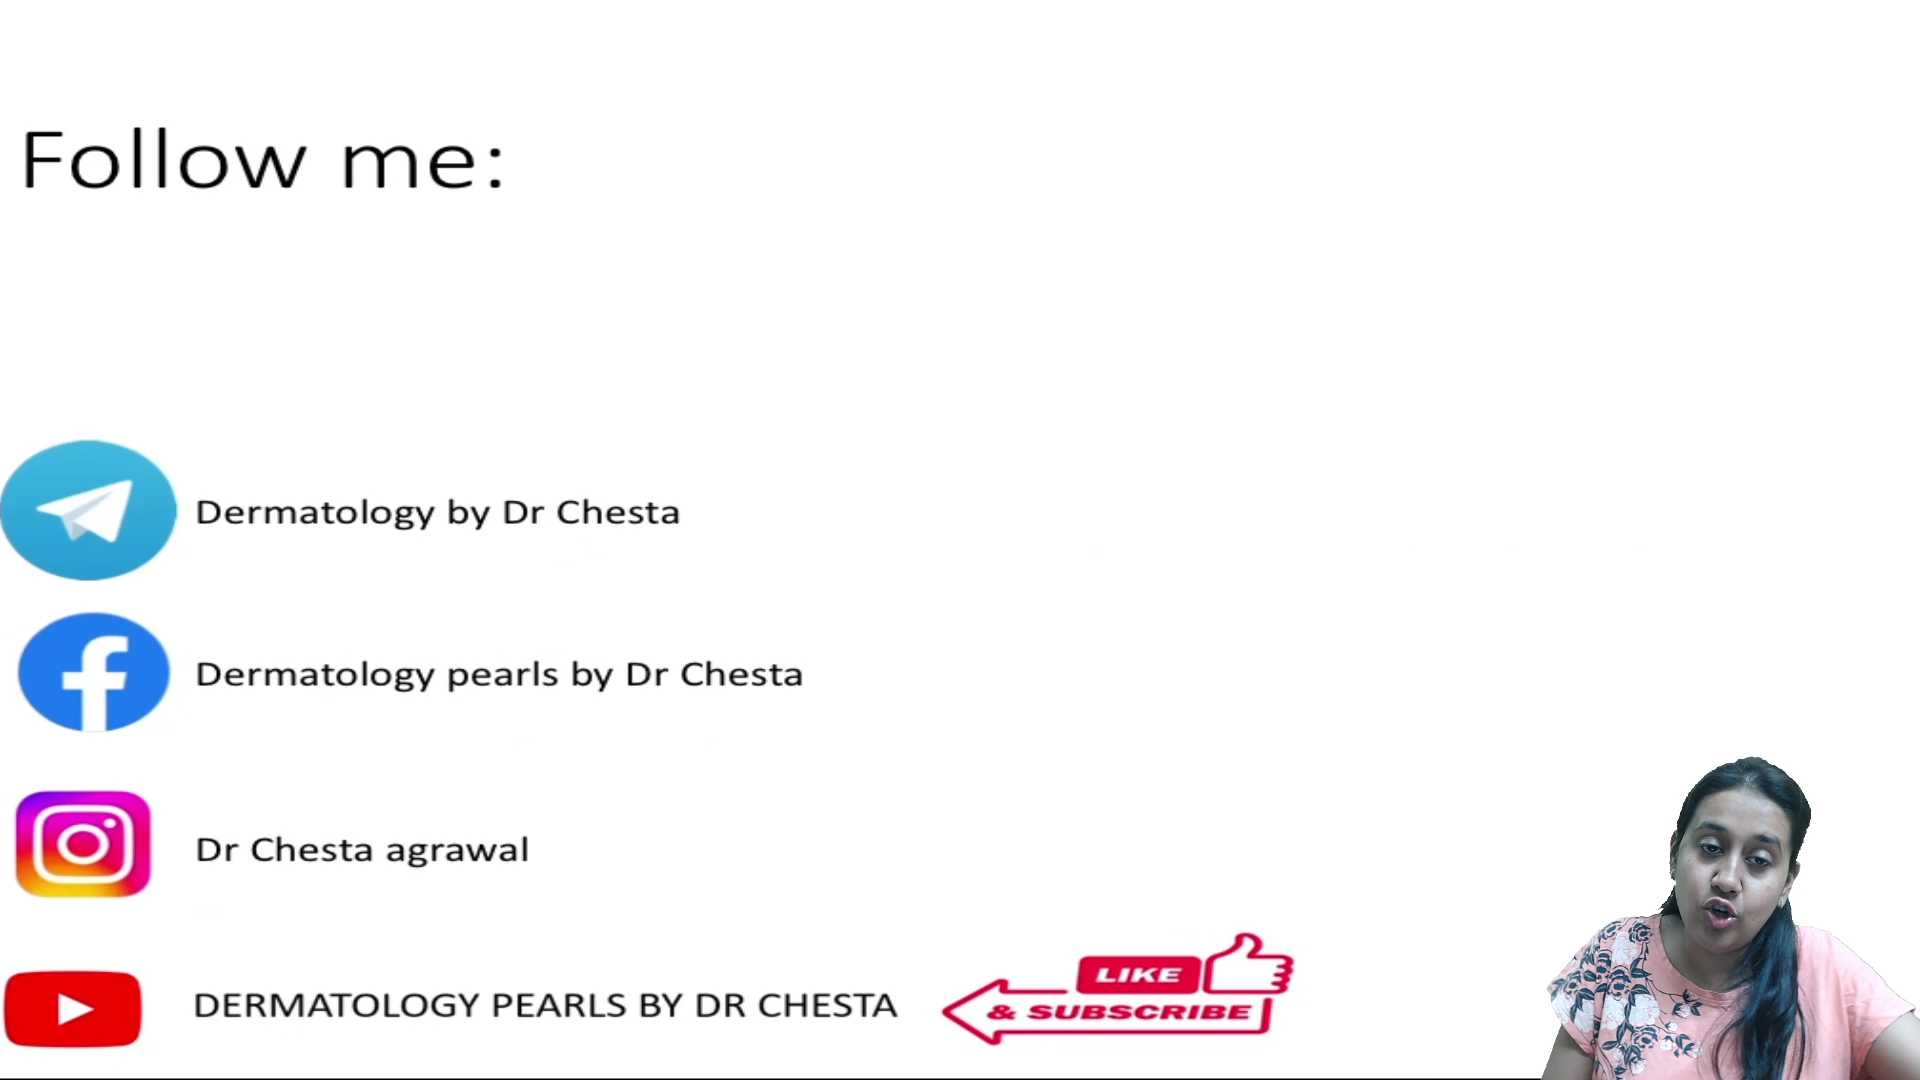 Follow me:
Dermatology by Dr Chesta
Dermatology pearls by Dr Chesta
Dr Chesta agrawal
DERMATOLOGY PEARLS BY DR CHESTA
LIKE
& SUBSCRIBE